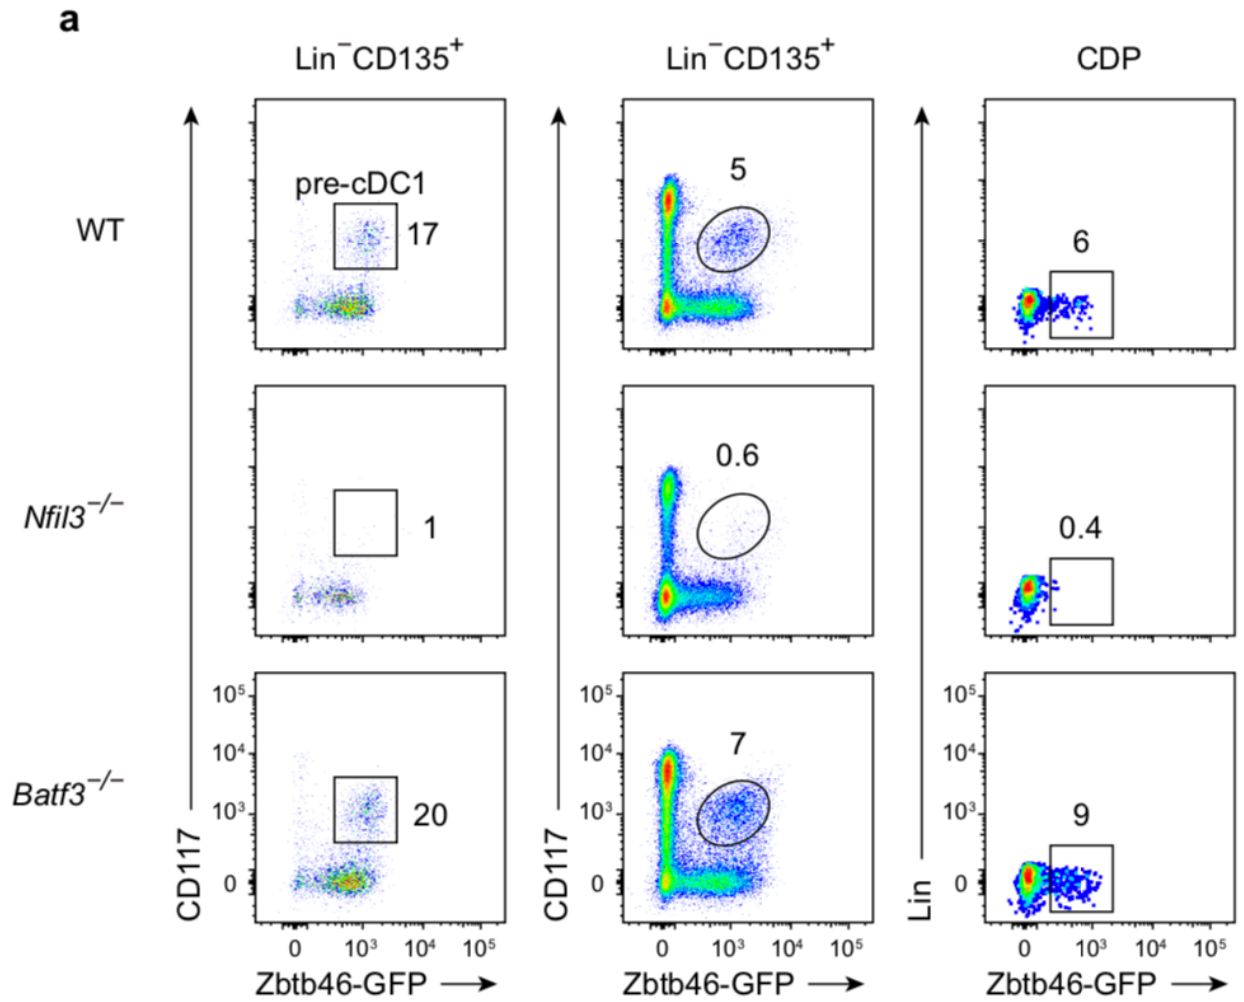 a
Lin⁻CD135⁺ Lin⁻CD135⁺ CDP
WT
pre-cDC1
17
5
6
Nfil3⁻/⁻
1
0.6
0.4
Batf3⁻/⁻
20
7
9
10⁵
10⁴
10³
0
10⁵
10⁴
10³
0
10⁵
10⁴
10³
0
CD117
CD117
Lin
0 10³ 10⁴ 10⁵
0 10³ 10⁴ 10⁵
0 10³ 10⁴ 10⁵
Zbtb46-GFP
Zbtb46-GFP
Zbtb46-GFP